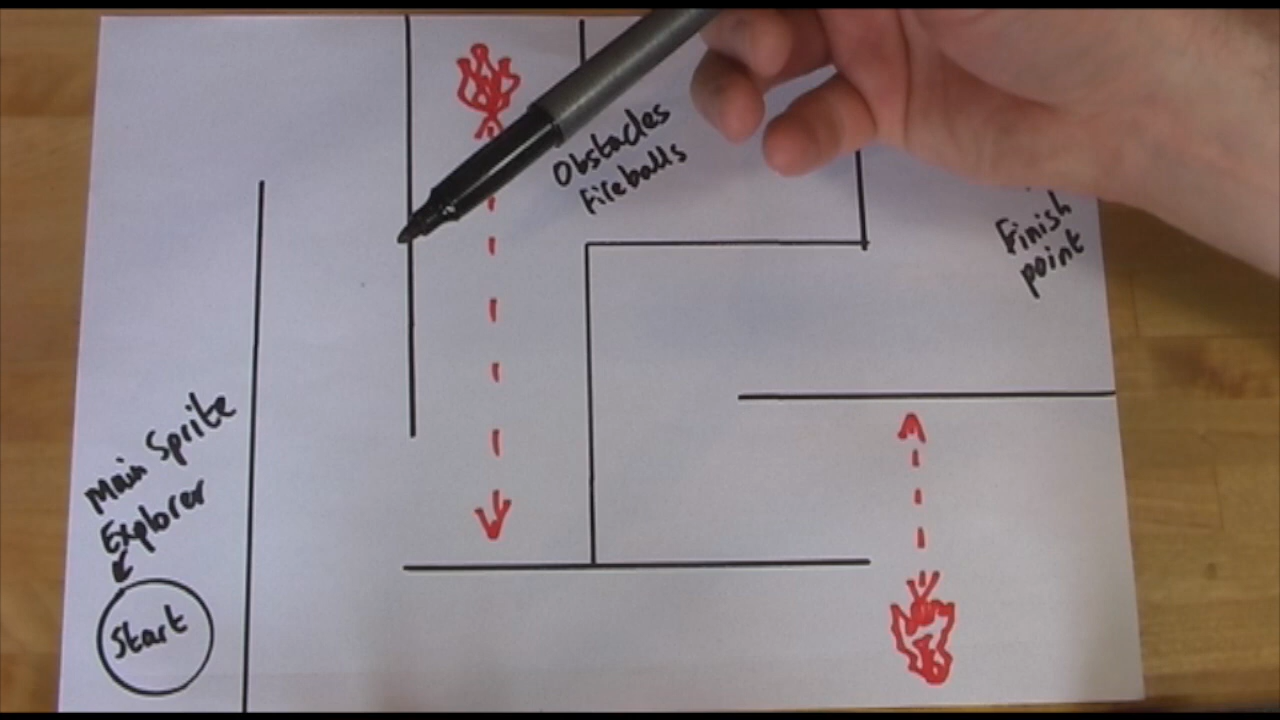 Obstacles
Fireballs
Finish
point
Main Sprite
Explorer
Start